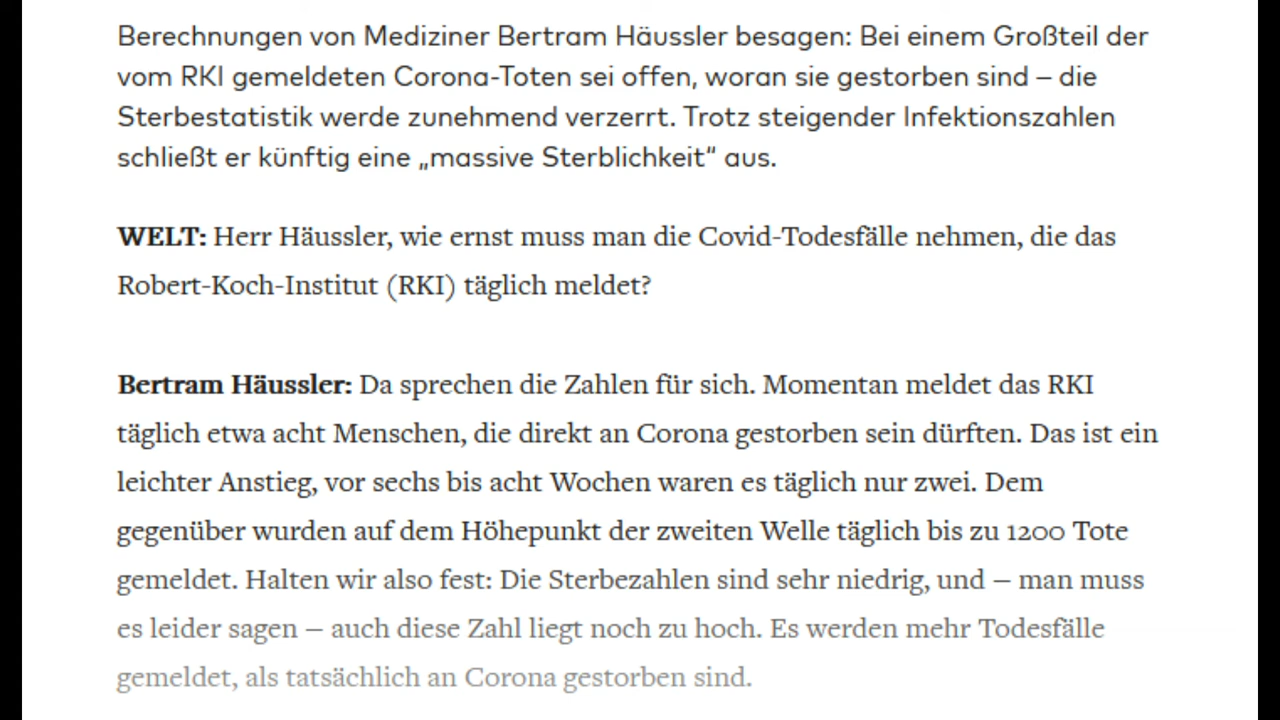 Berechnungen von Mediziner Bertram Häussler besagen: Bei einem Großteil der
vom RKI gemeldeten Corona-Toten sei offen, woran sie gestorben sind – die
Sterbestatistik werde zunehmend verzerrt. Trotz steigender Infektionszahlen
schließt er künftig eine „massive Sterblichkeit“ aus.
WELT: Herr Häussler, wie ernst muss man die Covid-Todesfälle nehmen, die das
Robert-Koch-Institut (RKI) täglich meldet?
Bertram Häussler: Da sprechen die Zahlen für sich. Momentan meldet das RKI
täglich etwa acht Menschen, die direkt an Corona gestorben sein dürften. Das ist ein
leichter Anstieg, vor sechs bis acht Wochen waren es täglich nur zwei. Dem
gegenüber wurden auf dem Höhepunkt der zweiten Welle täglich bis zu 1200 Tote
gemeldet. Halten wir also fest: Die Sterbezahlen sind sehr niedrig, und – man muss
es leider sagen – auch diese Zahl liegt noch zu hoch. Es werden mehr Todesfälle
gemeldet, als tatsächlich an Corona gestorben sind.